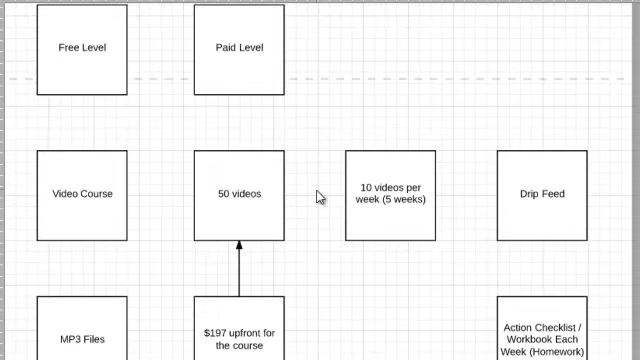 Free Level
Paid Level
Video Course
50 videos
10 videos per
week (5 weeks)
Drip Feed
MP3 Files
$197 upfront for
the course
Action Checklist /
Workbook Each
Week (Homework)